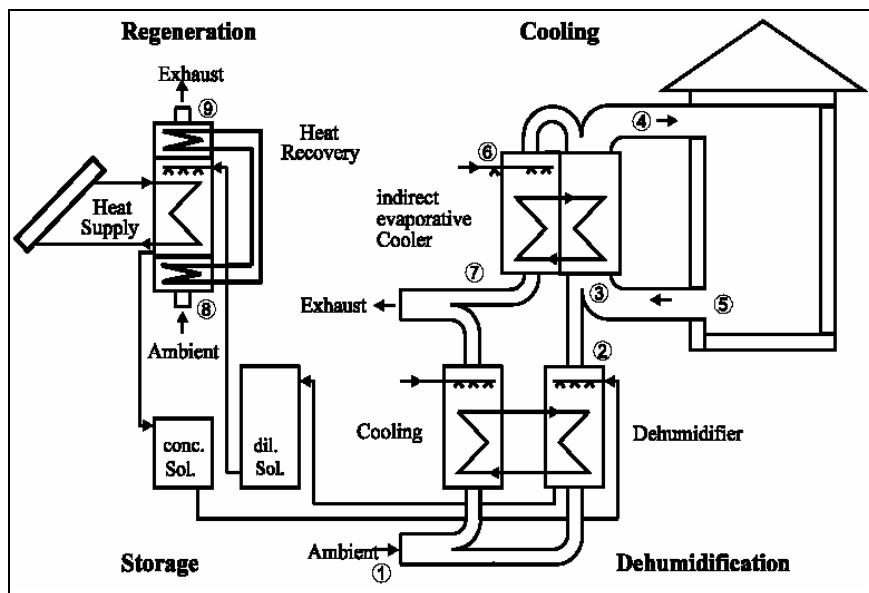 Regeneration
Cooling
Exhaust
⑨
Heat
Recovery
Heat
Supply
⑧
Ambient
④
⑥
indirect
evaporative
Cooler
⑦
③
⑤
Exhaust
②
Cooling
Dehumidifier
conc.
Sol.
dil.
Sol.
Ambient
①
Storage
Dehumidification